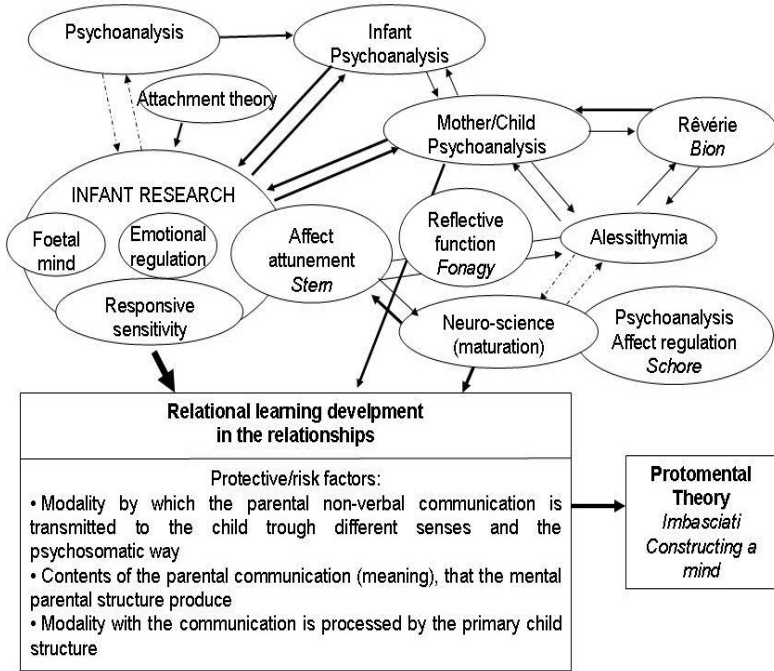 Psychoanalysis
Infant
Psychoanalysis
Attachment theory
Mother/Child
Psychoanalysis
Rêvérie
Bion
INFANT RESEARCH
Foetal
mind
Emotional
regulation
Responsive
sensitivity
Affect
attunement
Stern
Reflective
function
Fonagy
Alessithymia
Neuro-science
(maturation)
Psychoanalysis
Affect regulation
Schore
Relational learning develpment
in the relationships
Protective/risk factors:
• Modality by which the parental non-verbal communication is
transmitted to the child trough different senses and the
psychosomatic way
• Contents of the parental communication (meaning), that the mental
parental structure produce
• Modality with the communication is processed by the primary child
structure
Protomental
Theory
Imbasciati
Constructing a
mind